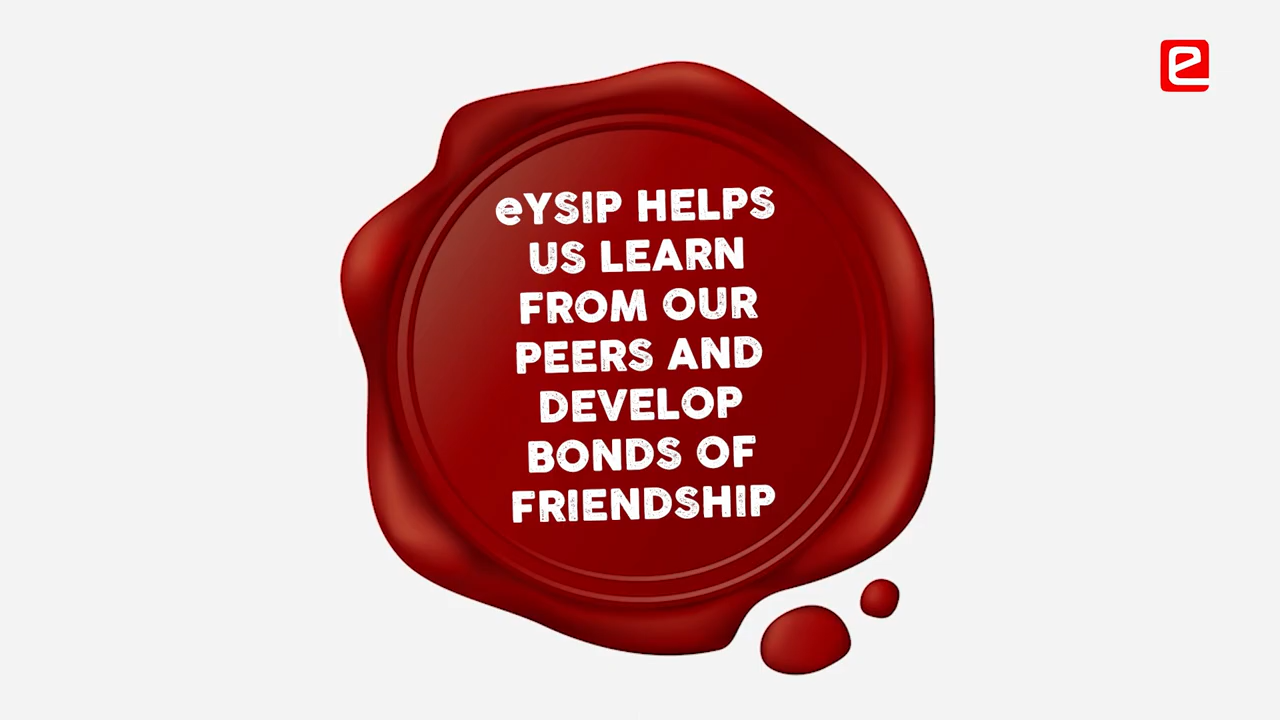 eYSIP HELPS
US LEARN
FROM OUR
PEERS AND
DEVELOP
BONDS OF
FRIENDSHIP
e